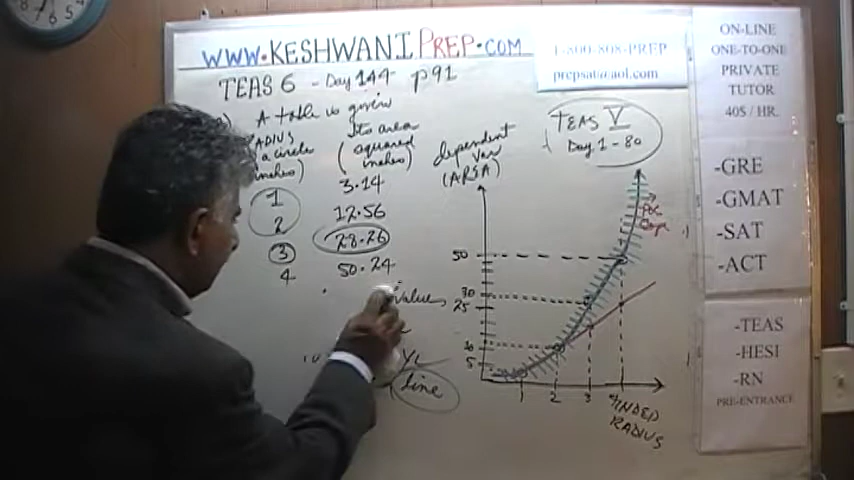 WWW.KESHWANIPREP.COM
1-800-808-PREP
prepsat@aol.com
TEAS 6 - Day 144 p91
A table is given
RADIUS
a circle
inches)
Its area
(squared
inches)
1 3.14
2 12.56
3 28.26
4 50.24
value
line
dependent
Var
(AREA)
TEAS V
Day 1-80
50
30
25
10
5
1 2 3
RADIUS
ON-LINE
ONE-TO-ONE
PRIVATE
TUTOR
40$ / HR.
-GRE
-GMAT
-SAT
-ACT
-TEAS
-HESI
-RN
PRE-ENTRANCE